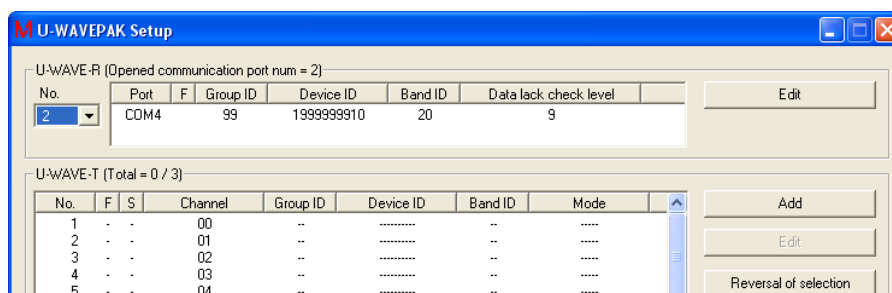 M U-WAVEPAK Setup
U-WAVE-R (Opened communication port num = 2)
No. Port F Group ID Device ID Band ID Data lack check level Edit
2 COM4 99 1999999910 20 9
U-WAVE-T (Total = 0 / 3)
No. F S Channel Group ID Device ID Band ID Mode Add
1 - - 00 -- ---------- -- -----
2 - - 01 -- ---------- -- ----- Edit
3 - - 02 -- ---------- -- -----
4 - - 03 -- ---------- -- ----- Reversal of selection
5 - - 04 -- ---------- -- -----